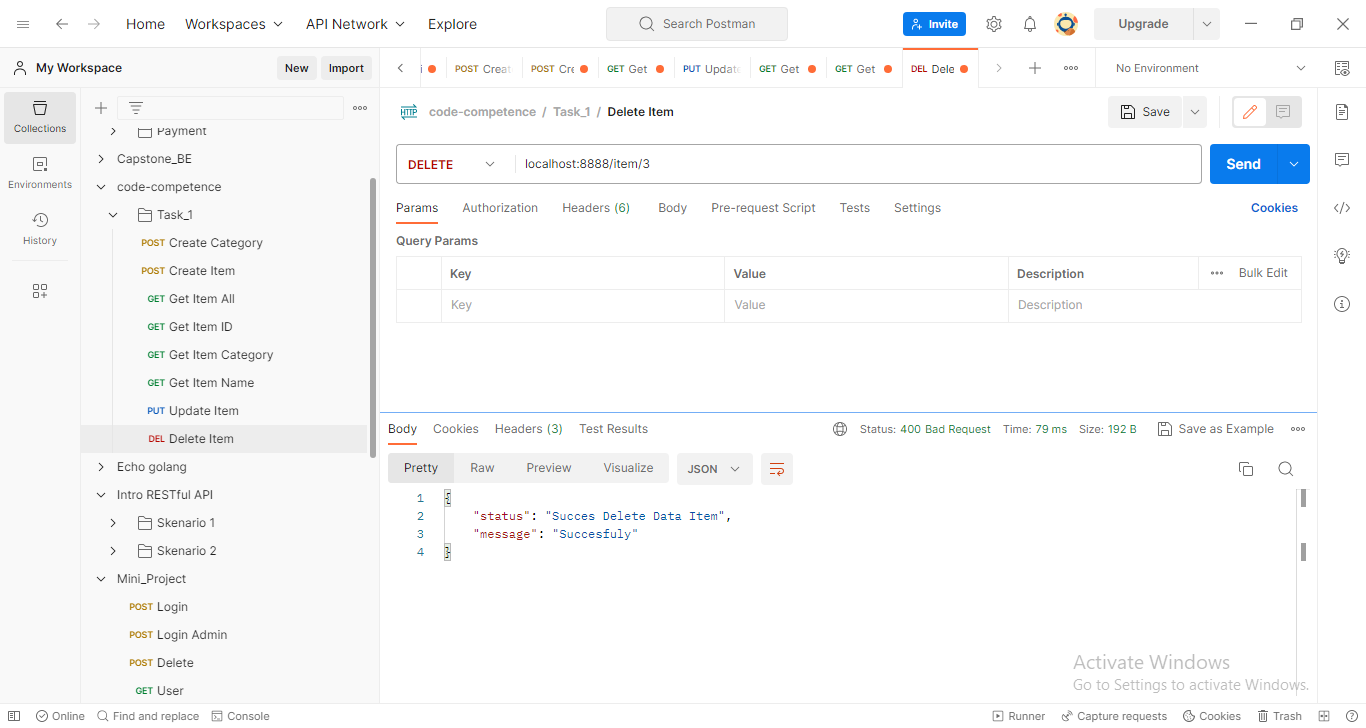 Home Workspaces API Network Explore Search Postman Invite Upgrade
My Workspace New Import POST Creat POST Cre GET Get PUT Update GET Get GET Get DEL Dele No Environment
Collections
Environments
History
Payment
Capstone_BE
code-competence
Task_1
POST Create Category
POST Create Item
GET Get Item All
GET Get Item ID
GET Get Item Category
GET Get Item Name
PUT Update Item
DEL Delete Item
Echo golang
Intro RESTful API
Skenario 1
Skenario 2
Mini_Project
POST Login
POST Login Admin
POST Delete
GET User
HTTP code-competence / Task_1 / Delete Item Save
DELETE localhost:8888/item/3 Send
Params Authorization Headers (6) Body Pre-request Script Tests Settings Cookies
Query Params
Key Value Description Bulk Edit
Key Value Description
Body Cookies Headers (3) Test Results Status: 400 Bad Request Time: 79 ms Size: 192 B Save as Example
Pretty Raw Preview Visualize JSON
1 {
2 "status": "Succes Delete Data Item",
3 "message": "Succesfuly"
4 }
Activate Windows
Go to Settings to activate Windows.
Online Find and replace Console Runner Capture requests Cookies Trash